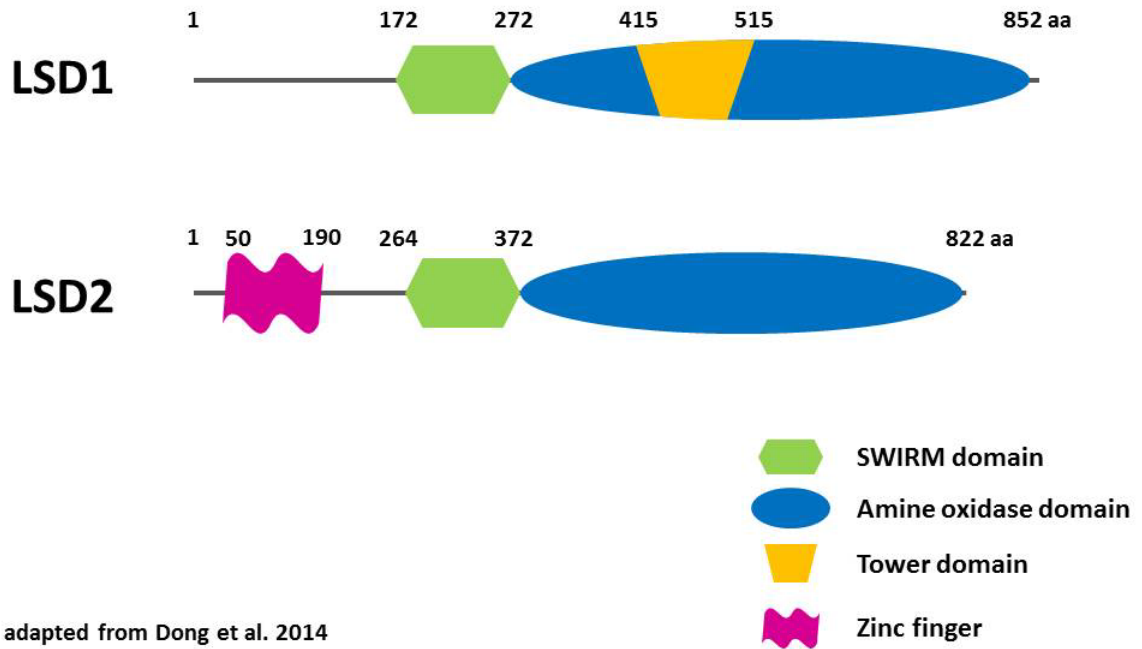 1 172 272 415 515 852 aa
LSD1
1 50 190 264 372 822 aa
LSD2
SWIRM domain
Amine oxidase domain
Tower domain
Zinc finger
adapted from Dong et al. 2014